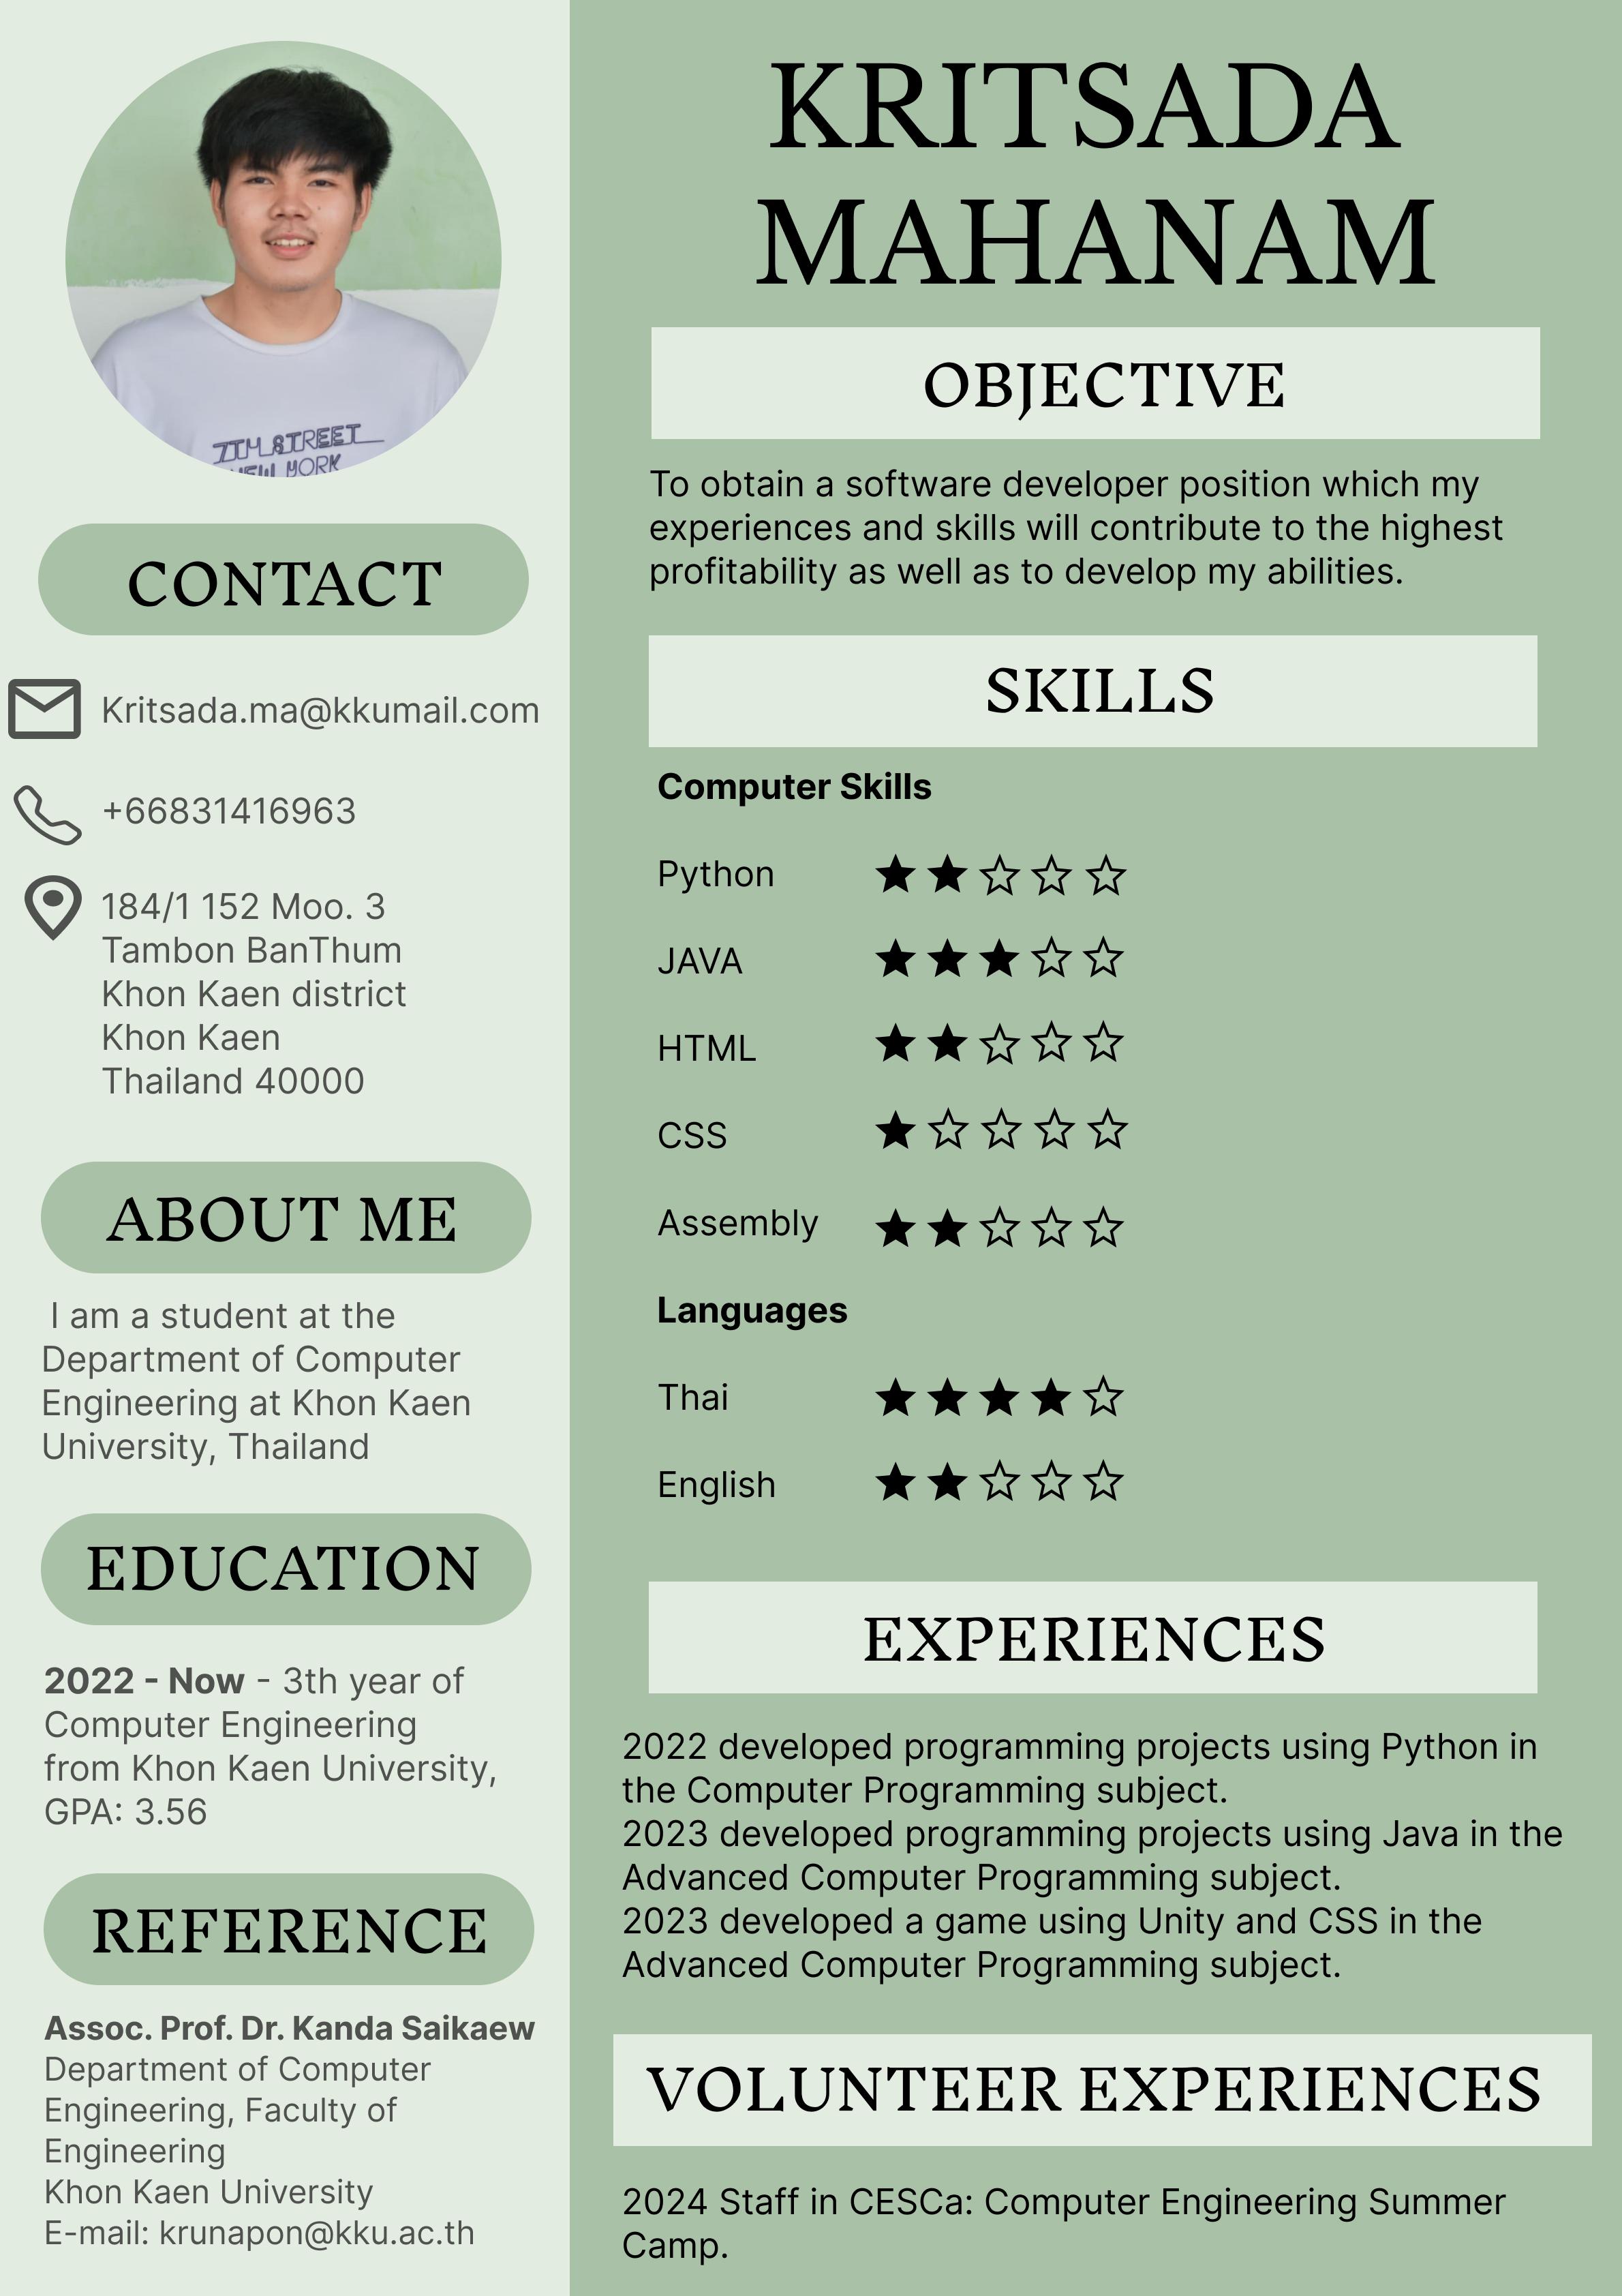 7TH STREET
NEW YORK
CONTACT
Kritsada.ma@kkumail.com
+66831416963
184/1 152 Moo. 3
Tambon BanThum
Khon Kaen district
Khon Kaen
Thailand 40000
ABOUT ME
I am a student at the
Department of Computer
Engineering at Khon Kaen
University, Thailand
EDUCATION
2022 - Now - 3th year of
Computer Engineering
from Khon Kaen University,
GPA: 3.56
REFERENCE
Assoc. Prof. Dr. Kanda Saikaew
Department of Computer
Engineering, Faculty of
Engineering
Khon Kaen University
E-mail: krunapon@kku.ac.th
KRITSADA
MAHANAM
OBJECTIVE
To obtain a software developer position which my
experiences and skills will contribute to the highest
profitability as well as to develop my abilities.
SKILLS
Computer Skills
Python ★★☆☆☆
JAVA ★★★☆☆
HTML ★★☆☆☆
CSS ★☆☆☆☆
Assembly ★★☆☆☆
Languages
Thai ★★★★☆
English ★★☆☆☆
EXPERIENCES
2022 developed programming projects using Python in
the Computer Programming subject.
2023 developed programming projects using Java in the
Advanced Computer Programming subject.
2023 developed a game using Unity and CSS in the
Advanced Computer Programming subject.
VOLUNTEER EXPERIENCES
2024 Staff in CESCa: Computer Engineering Summer
Camp.